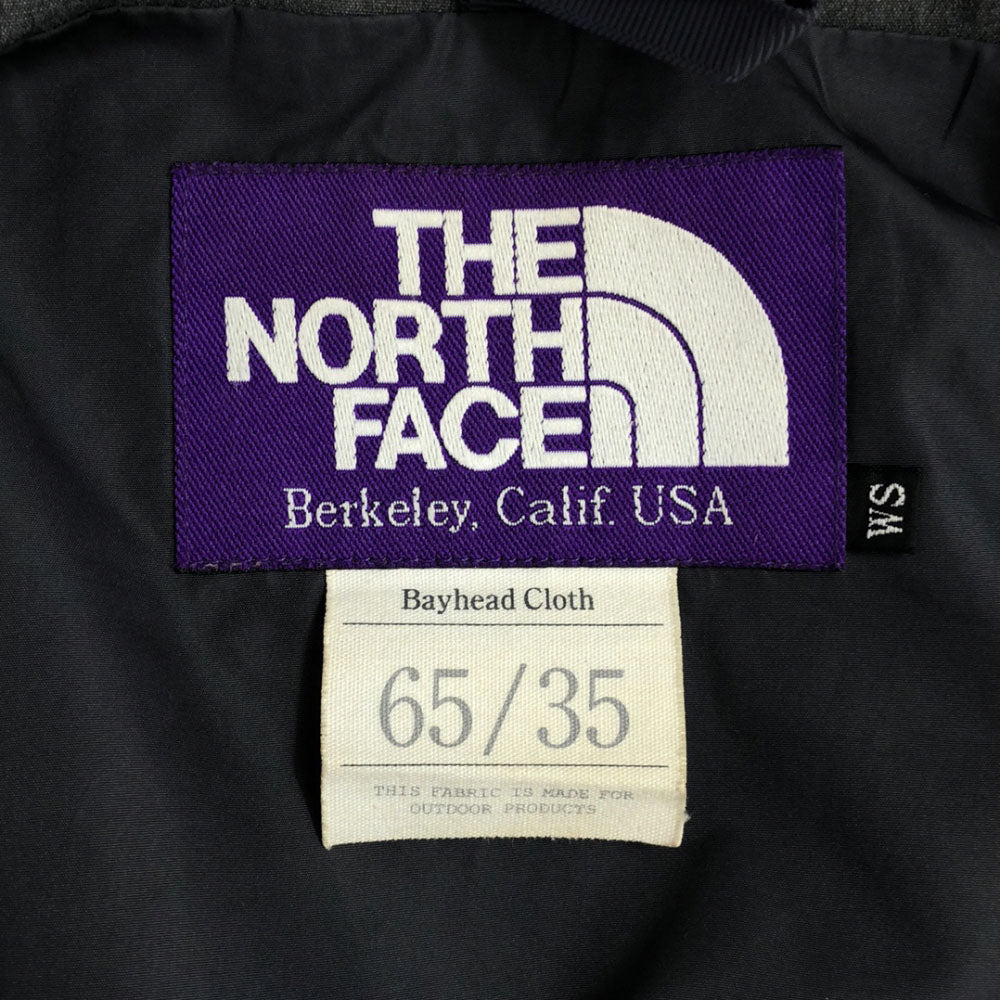 THE
NORTH
FACE
Berkeley, Calif. USA
WS
Bayhead Cloth
65/35
THIS FABRIC IS MADE FOR
OUTDOOR PRODUCTS